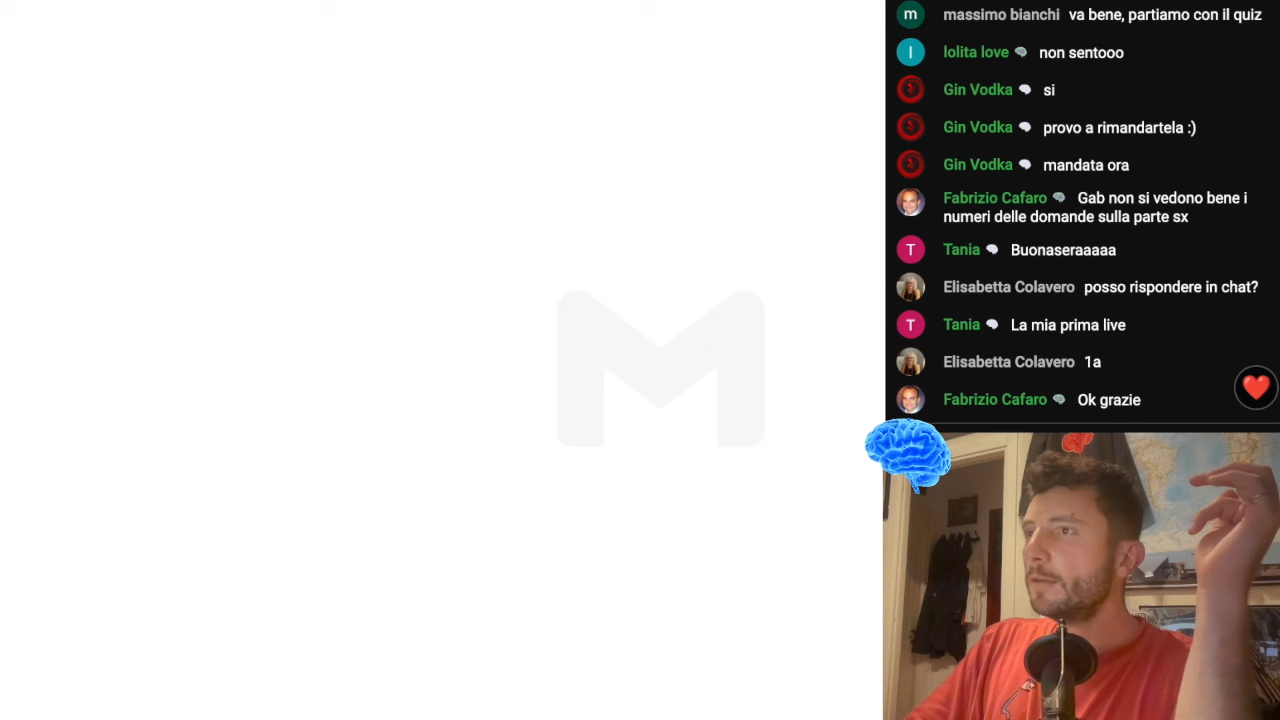 m massimo bianchi va bene, partiamo con il quiz
l lolita love non sentooo
Gin Vodka si
Gin Vodka provo a rimandartela :)
Gin Vodka mandata ora
Fabrizio Cafaro Gab non si vedono bene i
numeri delle domande sulla parte sx
T Tania Buonaseraaaaa
Elisabetta Colavero posso rispondere in chat?
T Tania La mia prima live
Elisabetta Colavero 1a
Fabrizio Cafaro Ok grazie